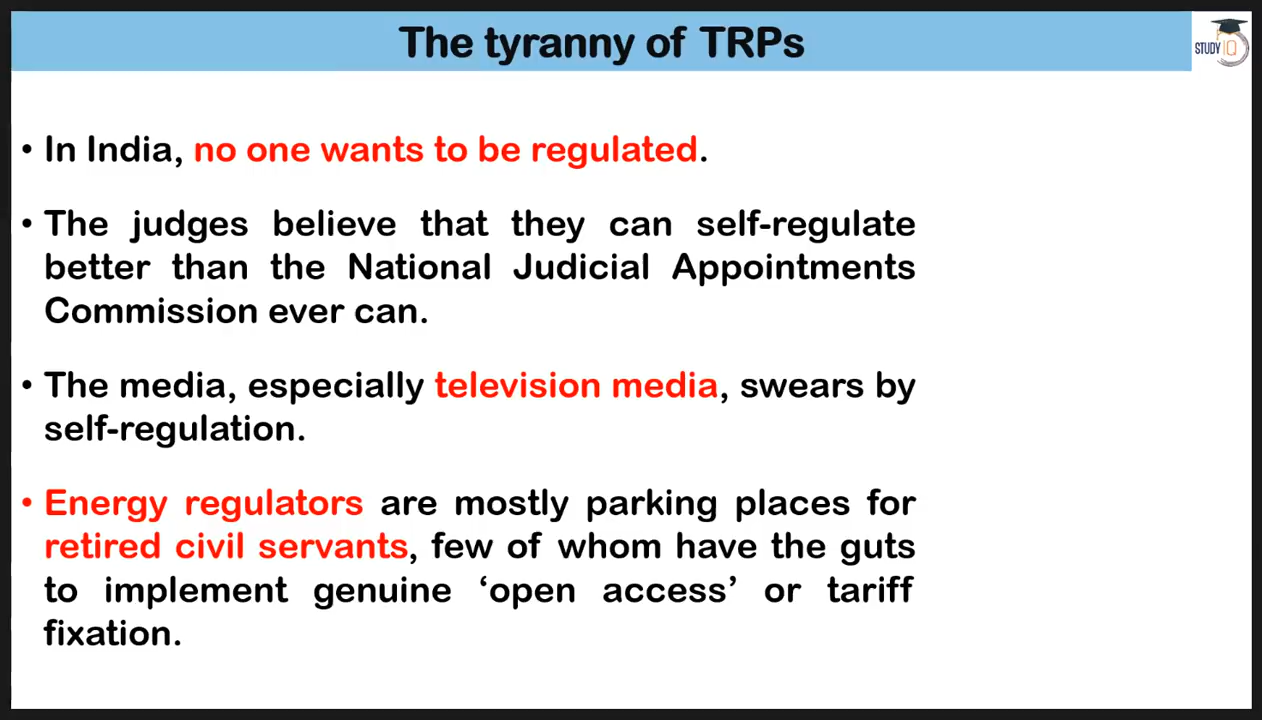 The tyranny of TRPs
STUDY IQ
• In India, no one wants to be regulated.
• The judges believe that they can self-regulate
better than the National Judicial Appointments
Commission ever can.
• The media, especially television media, swears by
self-regulation.
• Energy regulators are mostly parking places for
retired civil servants, few of whom have the guts
to implement genuine ‘open access’ or tariff
fixation.